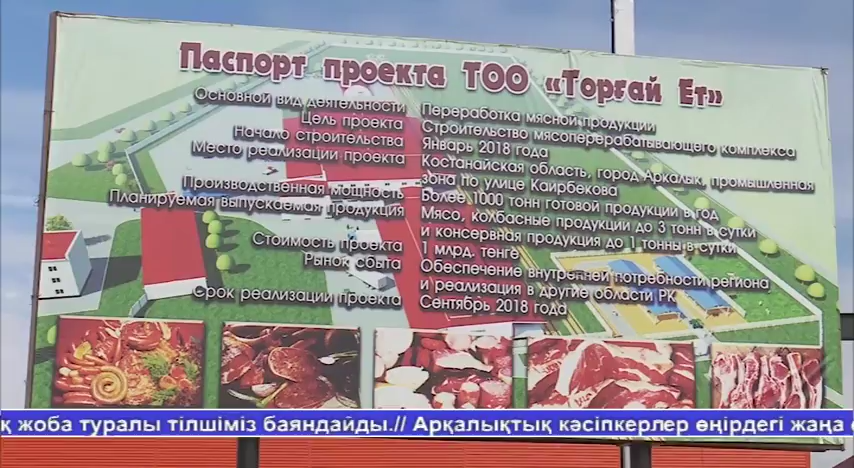 Паспорт проекта ТОО «Торғай Ет»
Основной вид деятельности Переработка мясной продукции
Цель проекта Строительство мясоперерабатывающего комплекса
Начало строительства Январь 2018 года
Место реализации проекта Костанайская область, город Аркалык, промышленная
зона по улице Каирбекова
Производственная мощность Более 1000 тонн готовой продукции в год
Планируемая выпускаемая продукция Мясо, колбасные продукции до 3 тонн в сутки
и консервная продукция до 1 тонны в сутки
Стоимость проекта 1 млрд. тенге
Рынок сбыта Обеспечение внутренней потребности региона
и реализация в другие области РК
Срок реализации проекта Сентябрь 2018 года
қ жоба туралы тілшіміз баяндайды.// Арқалықтық кәсіпкерлер өңірдегі жаңа